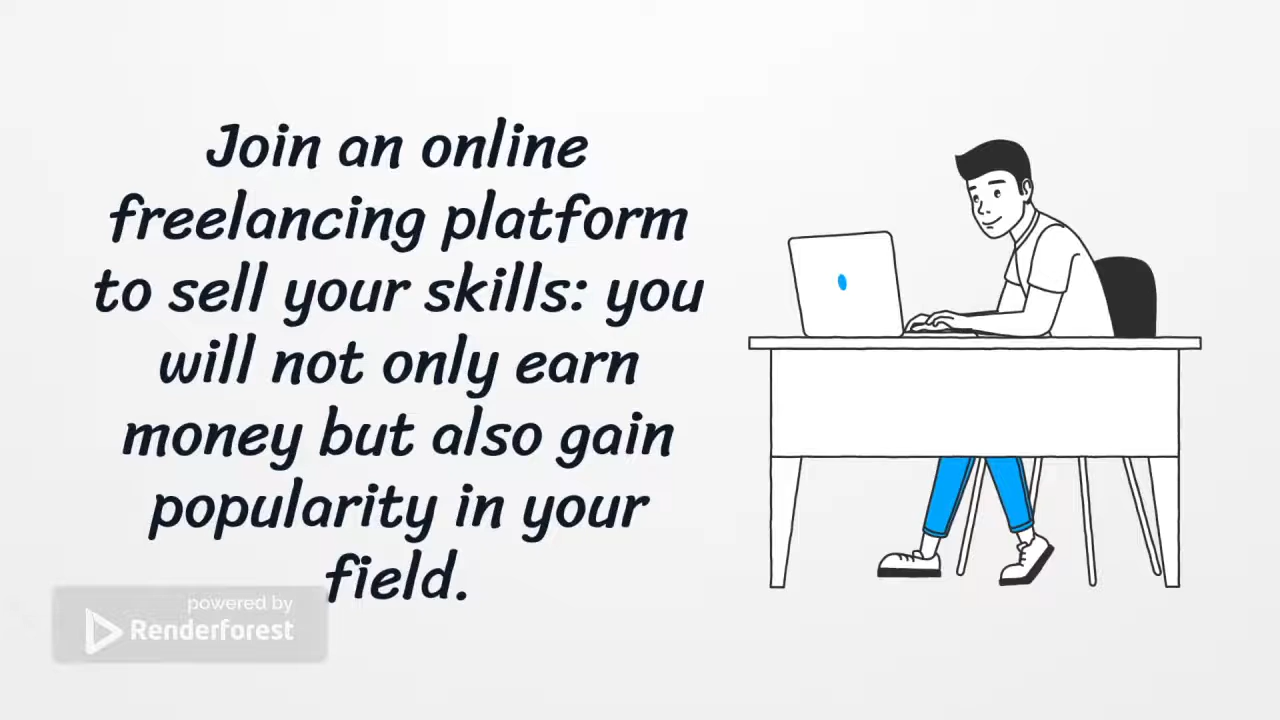 Join an online
freelancing platform
to sell your skills: you
will not only earn
money but also gain
popularity in your
field.
powered by
Renderforest